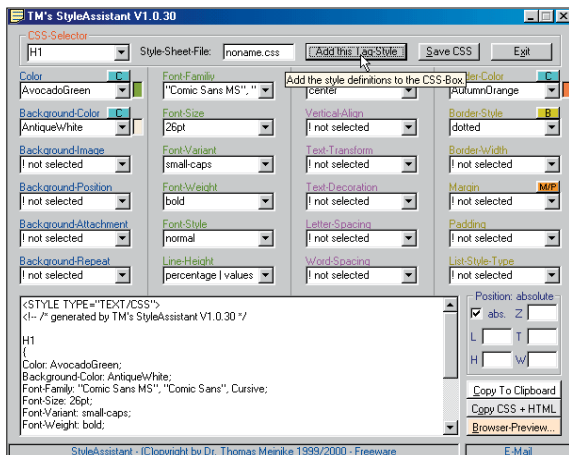 TM's StyleAssistant V1.0.30
CSS-Selector
H1 Style-Sheet-File: noname.css Add this Tag-Style Save CSS Exit
Add the style definitions to the CSS-Box
Color C Font-Family C
AvocadoGreen "Comic Sans MS", " center AutumnOrange
Background-Color C Font-Size Vertical-Align Border-Style B
AntiqueWhite 26pt ! not selected dotted
Background-Image Font-Variant Text-Transform Border-Width
! not selected small-caps ! not selected ! not selected
Background-Position Font-Weight Text-Decoration Margin M/P
! not selected bold ! not selected ! not selected
Background-Attachment Font-Style Letter-Spacing Padding
! not selected normal ! not selected ! not selected
Background-Repeat Line-Height Word-Spacing List-Style-Type
! not selected percentage | values ! not selected ! not selected
<STYLE TYPE="TEXT/CSS">
<!-- /* generated by TM's StyleAssistant V1.0.30 */
H1
{
Color: AvocadoGreen;
Background-Color: AntiqueWhite;
Font-Family: "Comic Sans MS", "Comic Sans", Cursive;
Font-Size: 26pt;
Font-Variant: small-caps;
Font-Weight: bold;
Position: absolute
abs. Z
L T
H W
Copy To Clipboard
Copy CSS + HTML
Browser-Preview...
StyleAssistant - (C)opyright by Dr. Thomas Meinike 1999/2000 - Freeware E-Mail